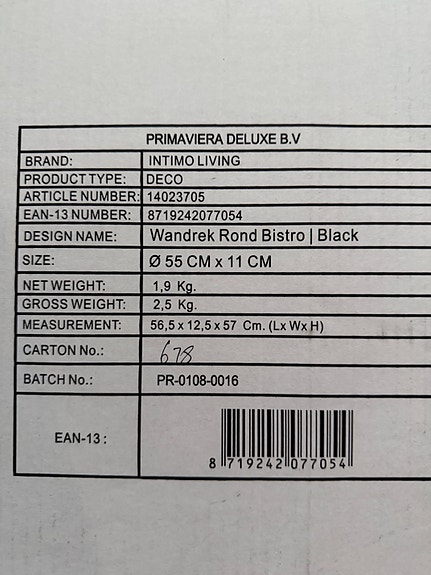 PRIMAVIERA DELUXE B.V
BRAND: INTIMO LIVING
PRODUCT TYPE: DECO
ARTICLE NUMBER: 14023705
EAN-13 NUMBER: 8719242077054
DESIGN NAME: Wandrek Rond Bistro | Black
SIZE: Ø 55 CM x 11 CM
NET WEIGHT: 1,9 Kg.
GROSS WEIGHT: 2,5 Kg.
MEASUREMENT: 56,5 x 12,5 x 57 Cm. (Lx Wx H)
CARTON No.: 678
BATCH No.: PR-0108-0016
EAN-13 :
8 719242 077054